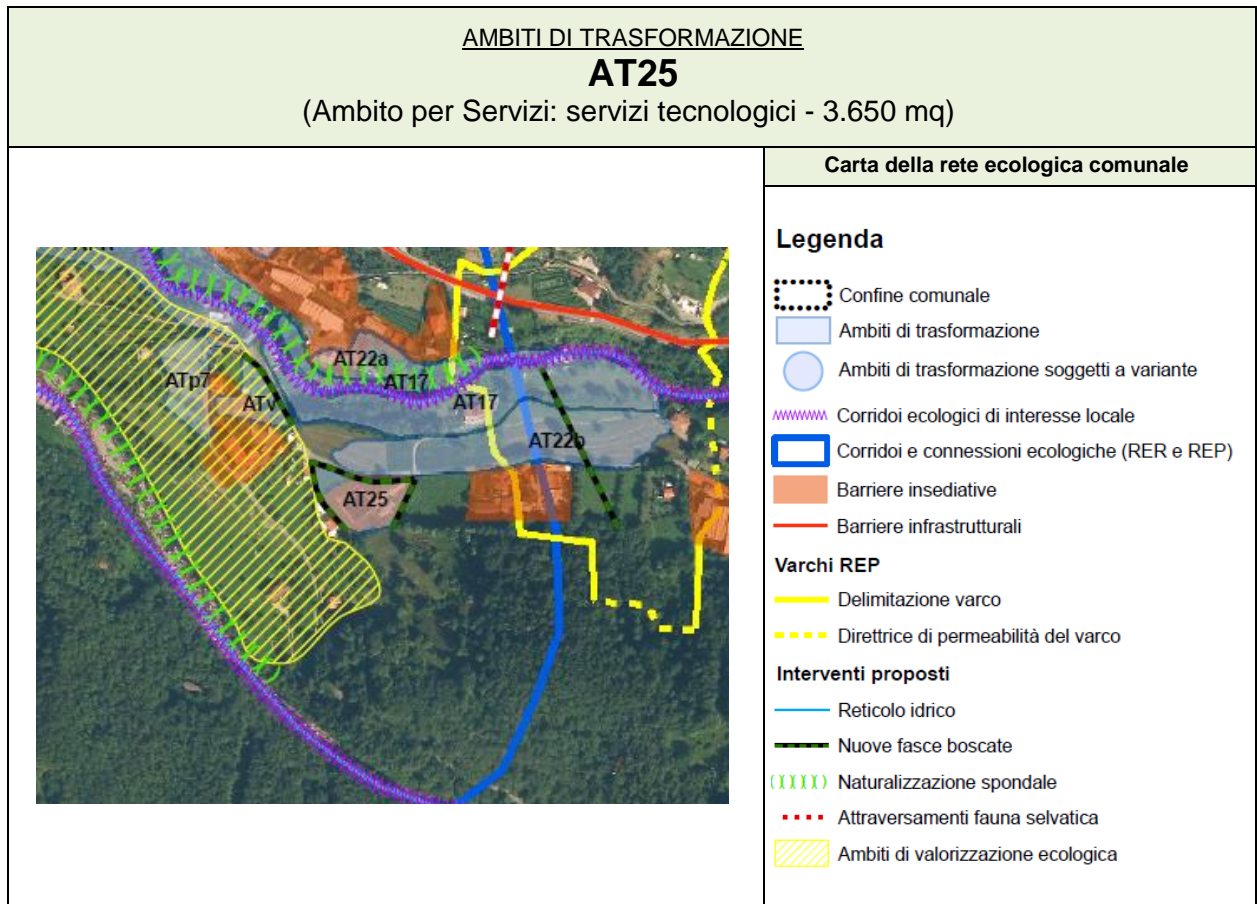 AMBITI DI TRASFORMAZIONE
AT25
(Ambito per Servizi: servizi tecnologici - 3.650 mq)
Carta della rete ecologica comunale
AT22a
AT17
ATp7
ATv
AT17
AT22b
AT25
Legenda
Confine comunale
Ambiti di trasformazione
Ambiti di trasformazione soggetti a variante
Corridoi ecologici di interesse locale
Corridoi e connessioni ecologiche (RER e REP)
Barriere insediative
Barriere infrastrutturali
Varchi REP
Delimitazione varco
Direttrice di permeabilità del varco
Interventi proposti
Reticolo idrico
Nuove fasce boscate
Naturalizzazione spondale
Attraversamenti fauna selvatica
Ambiti di valorizzazione ecologica